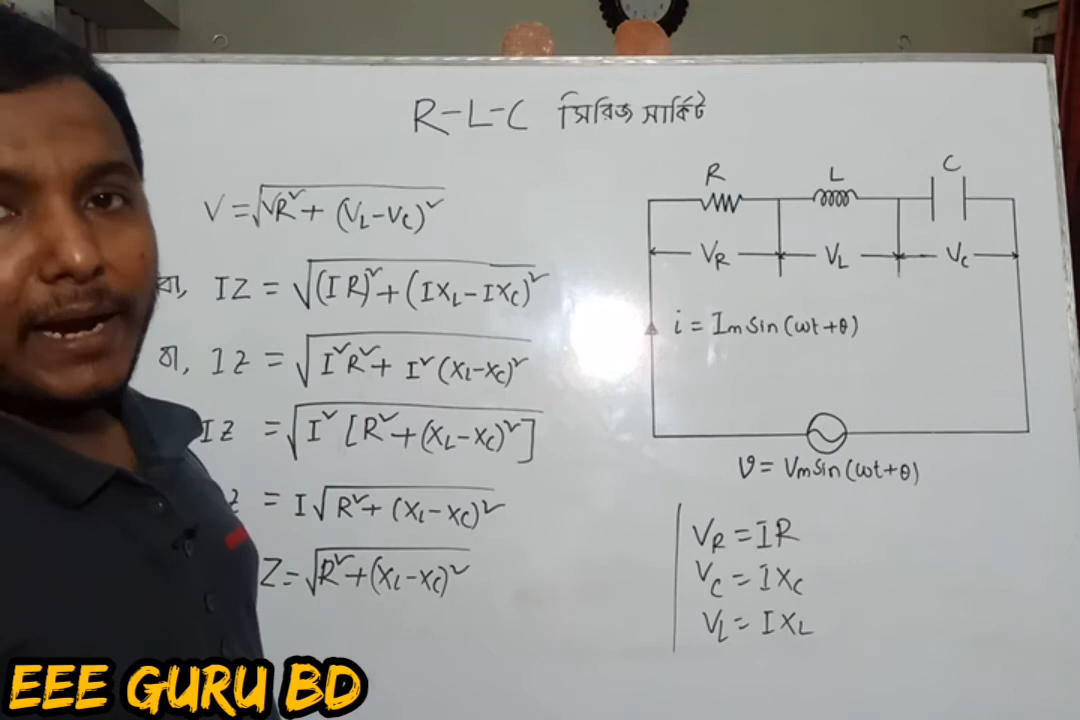 R-L-C সিরিজ সার্কিট
V = √VR² + (VL-VC)²
বা, IZ = √(IR)² + (IXL-IXC)²
বা, IZ = √I²R² + I²(XL-XC)²
IZ = √I² [R² + (XL-XC)²]
Z = I√R² + (XL-XC)²
Z = √R² + (XL-XC)²
R L C
VR VL VC
i = Im Sin (ωt+θ)
v = Vm Sin (ωt+θ)
VR = IR
VC = IXC
VL = IXL
EEE GURU BD